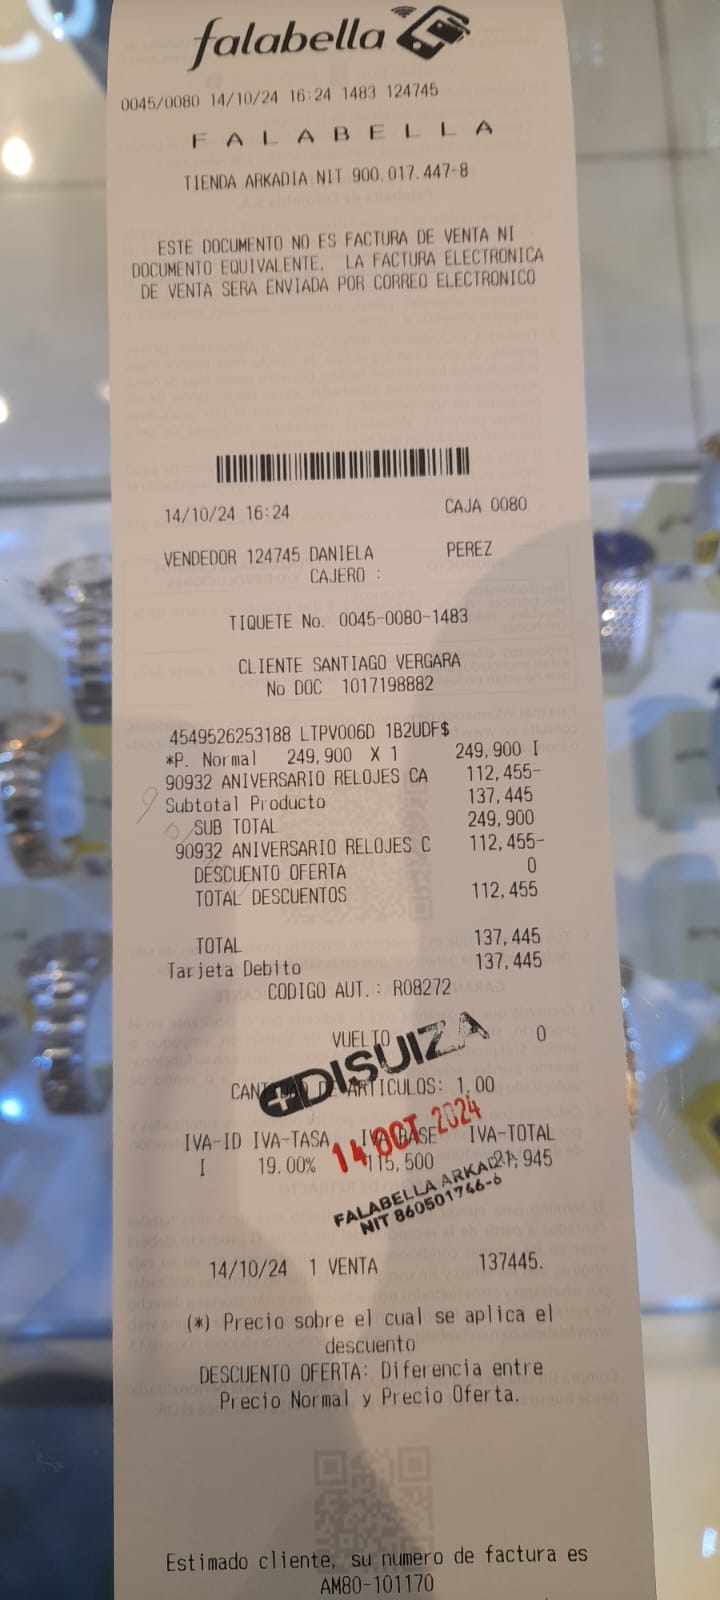 falabella
0045/0080 14/10/24 16:24 1483 124745
F A L A B E L L A
TIENDA ARKADIA NIT 900.017.447-8
ESTE DOCUMENTO NO ES FACTURA DE VENTA NI
DOCUMENTO EQUIVALENTE. LA FACTURA ELECTRONICA
DE VENTA SERA ENVIADA POR CORREO ELECTRONICO
14/10/24 16:24 CAJA 0080
VENDEDOR 124745 DANIELA PEREZ
CAJERO :
TIQUETE No. 0045-0080-1483
CLIENTE SANTIAGO VERGARA
No DOC 1017198882
4549526253188 LTPV006D 1B2UDF$
*P. Normal 249,900 X 1 249,900 I
90932 ANIVERSARIO RELOJES CA 112,455-
Subtotal Producto 137,445
SUB TOTAL 249,900
90932 ANIVERSARIO RELOJES C 112,455-
DESCUENTO OFERTA 0
TOTAL DESCUENTOS 112,455
TOTAL 137,445
Tarjeta Debito 137,445
CODIGO AUT.: R08272
VUELTO 0
DISUIZA
CANTIDAD DE ARTICULOS: 1.00
14 OCT 2024
IVA-ID IVA-TASA IVA-BASE IVA-TOTAL
I 19.00% 115,500 21,945
FALABELLA ARKADIA
NIT 860501746-6
14/10/24 1 VENTA 137445.
(*) Precio sobre el cual se aplica el
descuento
DESCUENTO OFERTA: Diferencia entre
Precio Normal y Precio Oferta.
Estimado cliente, su numero de factura es
AM80-101170